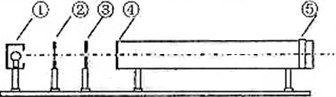 ① ② ③ ④ ⑤